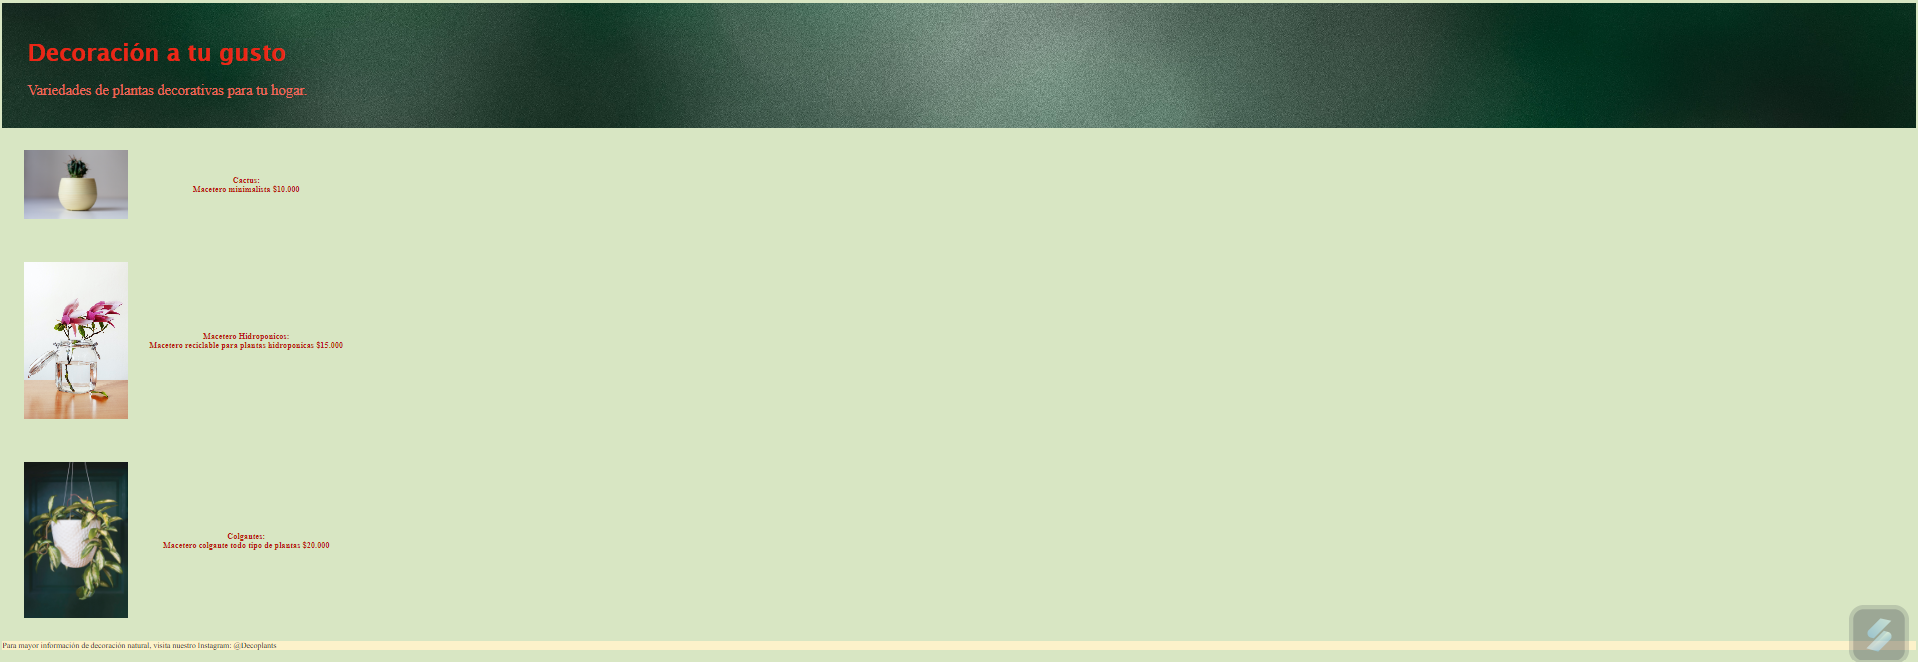 Decoración a tu gusto
Variedades de plantas decorativas para tu hogar.
Cactus:
Macetero minimalista $10.000
Macetero Hidroponicos:
Macetero reciclable para plantas hidroponicas $15.000
Colgantes:
Macetero colgante todo tipo de plantas $20.000
Para mayor información de decoración natural, visita nuestro Instagram: @Decoplants